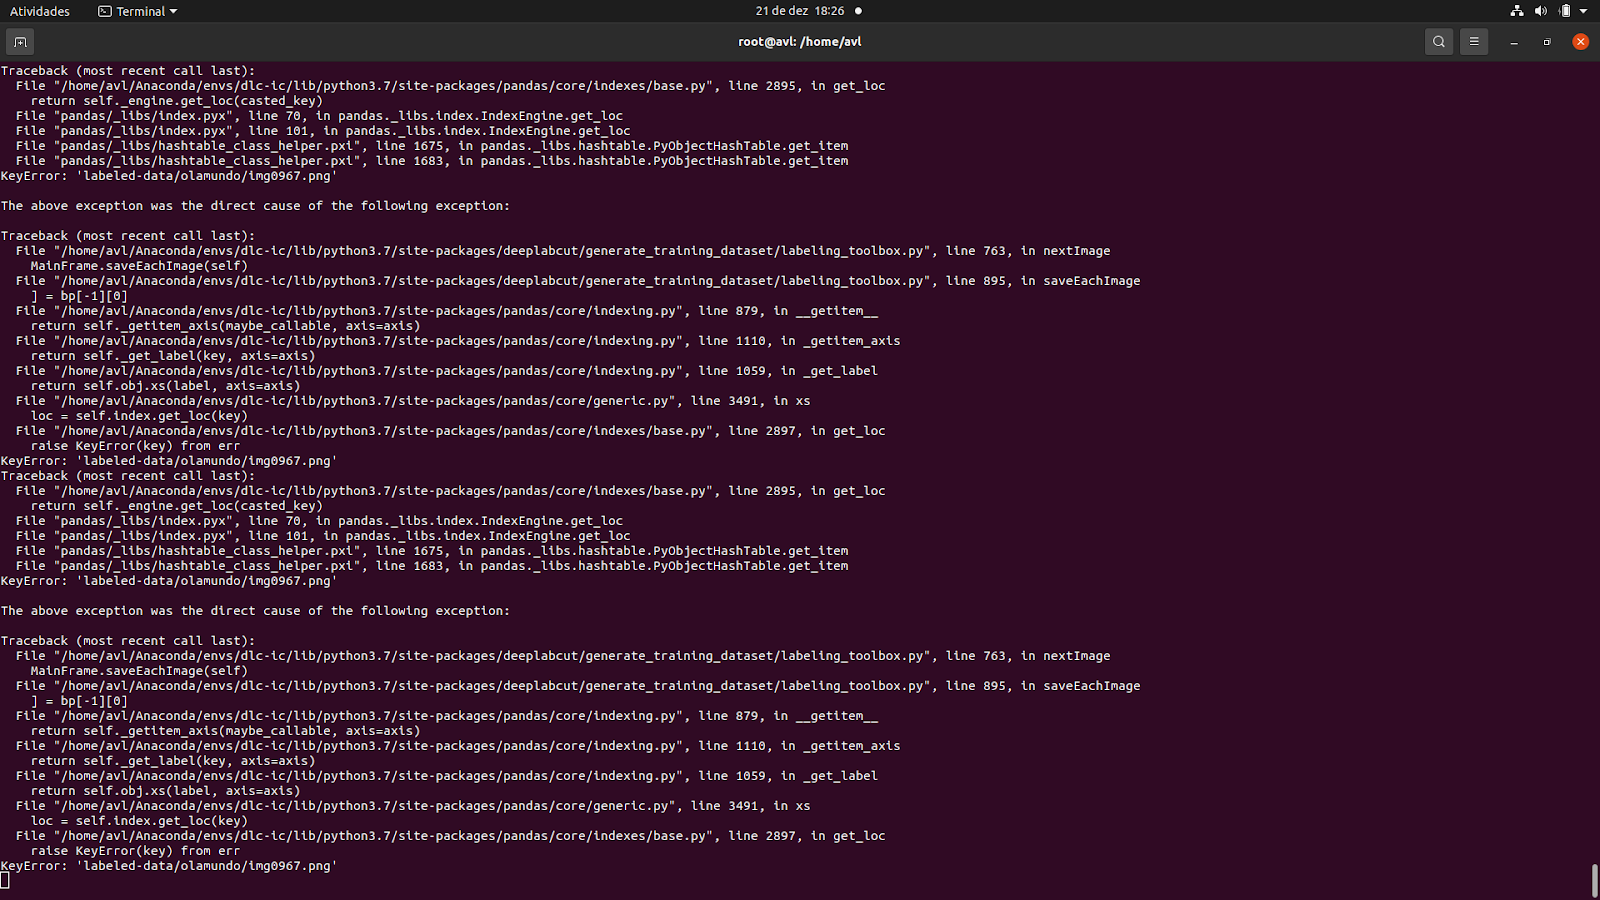 Atividades
Terminal
21 de dez 18:26
root@avl: /home/avl
Traceback (most recent call last):
  File "/home/avl/Anaconda/envs/dlc-ic/lib/python3.7/site-packages/pandas/core/indexes/base.py", line 2895, in get_loc
    return self._engine.get_loc(casted_key)
  File "pandas/_libs/index.pyx", line 70, in pandas._libs.index.IndexEngine.get_loc
  File "pandas/_libs/index.pyx", line 101, in pandas._libs.index.IndexEngine.get_loc
  File "pandas/_libs/hashtable_class_helper.pxi", line 1675, in pandas._libs.hashtable.PyObjectHashTable.get_item
  File "pandas/_libs/hashtable_class_helper.pxi", line 1683, in pandas._libs.hashtable.PyObjectHashTable.get_item
KeyError: 'labeled-data/olamundo/img0967.png'

The above exception was the direct cause of the following exception:

Traceback (most recent call last):
  File "/home/avl/Anaconda/envs/dlc-ic/lib/python3.7/site-packages/deeplabcut/generate_training_dataset/labeling_toolbox.py", line 763, in nextImage
    MainFrame.saveEachImage(self)
  File "/home/avl/Anaconda/envs/dlc-ic/lib/python3.7/site-packages/deeplabcut/generate_training_dataset/labeling_toolbox.py", line 895, in saveEachImage
    ] = bp[-1][0]
  File "/home/avl/Anaconda/envs/dlc-ic/lib/python3.7/site-packages/pandas/core/indexing.py", line 879, in __getitem__
    return self._getitem_axis(maybe_callable, axis=axis)
  File "/home/avl/Anaconda/envs/dlc-ic/lib/python3.7/site-packages/pandas/core/indexing.py", line 1110, in _getitem_axis
    return self._get_label(key, axis=axis)
  File "/home/avl/Anaconda/envs/dlc-ic/lib/python3.7/site-packages/pandas/core/indexing.py", line 1059, in _get_label
    return self.obj.xs(label, axis=axis)
  File "/home/avl/Anaconda/envs/dlc-ic/lib/python3.7/site-packages/pandas/core/generic.py", line 3491, in xs
    loc = self.index.get_loc(key)
  File "/home/avl/Anaconda/envs/dlc-ic/lib/python3.7/site-packages/pandas/core/indexes/base.py", line 2897, in get_loc
    raise KeyError(key) from err
KeyError: 'labeled-data/olamundo/img0967.png'
Traceback (most recent call last):
  File "/home/avl/Anaconda/envs/dlc-ic/lib/python3.7/site-packages/pandas/core/indexes/base.py", line 2895, in get_loc
    return self._engine.get_loc(casted_key)
  File "pandas/_libs/index.pyx", line 70, in pandas._libs.index.IndexEngine.get_loc
  File "pandas/_libs/index.pyx", line 101, in pandas._libs.index.IndexEngine.get_loc
  File "pandas/_libs/hashtable_class_helper.pxi", line 1675, in pandas._libs.hashtable.PyObjectHashTable.get_item
  File "pandas/_libs/hashtable_class_helper.pxi", line 1683, in pandas._libs.hashtable.PyObjectHashTable.get_item
KeyError: 'labeled-data/olamundo/img0967.png'

The above exception was the direct cause of the following exception:

Traceback (most recent call last):
  File "/home/avl/Anaconda/envs/dlc-ic/lib/python3.7/site-packages/deeplabcut/generate_training_dataset/labeling_toolbox.py", line 763, in nextImage
    MainFrame.saveEachImage(self)
  File "/home/avl/Anaconda/envs/dlc-ic/lib/python3.7/site-packages/deeplabcut/generate_training_dataset/labeling_toolbox.py", line 895, in saveEachImage
    ] = bp[-1][0]
  File "/home/avl/Anaconda/envs/dlc-ic/lib/python3.7/site-packages/pandas/core/indexing.py", line 879, in __getitem__
    return self._getitem_axis(maybe_callable, axis=axis)
  File "/home/avl/Anaconda/envs/dlc-ic/lib/python3.7/site-packages/pandas/core/indexing.py", line 1110, in _getitem_axis
    return self._get_label(key, axis=axis)
  File "/home/avl/Anaconda/envs/dlc-ic/lib/python3.7/site-packages/pandas/core/indexing.py", line 1059, in _get_label
    return self.obj.xs(label, axis=axis)
  File "/home/avl/Anaconda/envs/dlc-ic/lib/python3.7/site-packages/pandas/core/generic.py", line 3491, in xs
    loc = self.index.get_loc(key)
  File "/home/avl/Anaconda/envs/dlc-ic/lib/python3.7/site-packages/pandas/core/indexes/base.py", line 2897, in get_loc
    raise KeyError(key) from err
KeyError: 'labeled-data/olamundo/img0967.png'